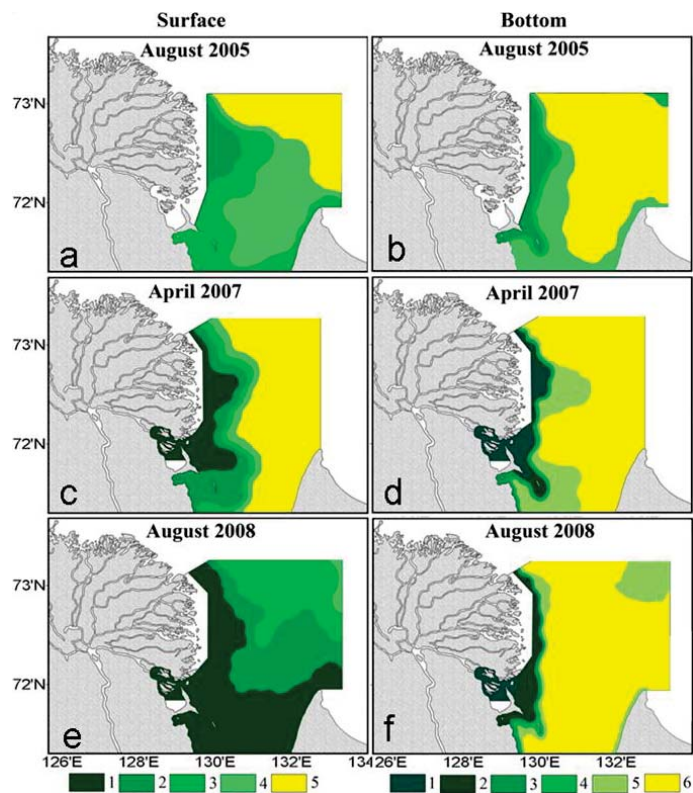 Surface Bottom
August 2005 August 2005
73'N
72'N
a b
April 2007 April 2007
73'N
72'N
c d
August 2008 August 2008
73'N
72'N
e f
126'E 128'E 130'E 132'E 134'E 126'E 128'E 130'E 132'E 134'E
1 2 3 4 5 1 2 3 4 5 6